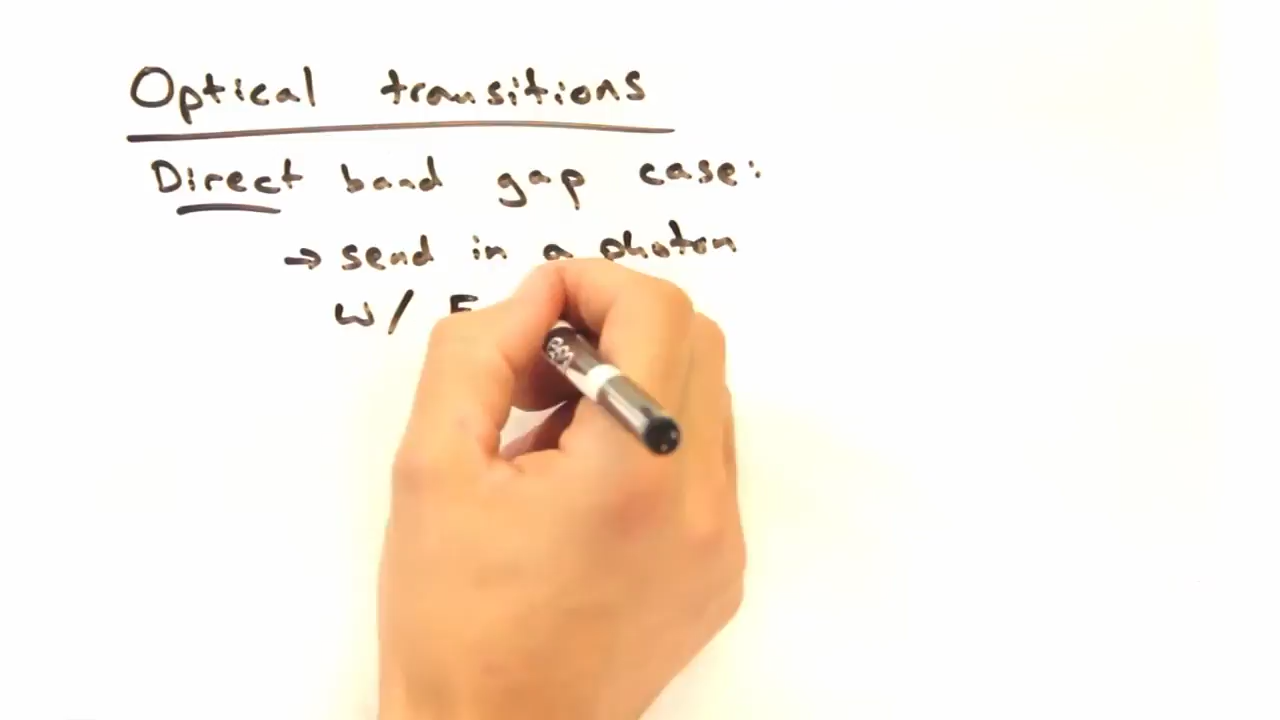 Optical transitions
Direct band gap case:
→ send in a photon
w/ E